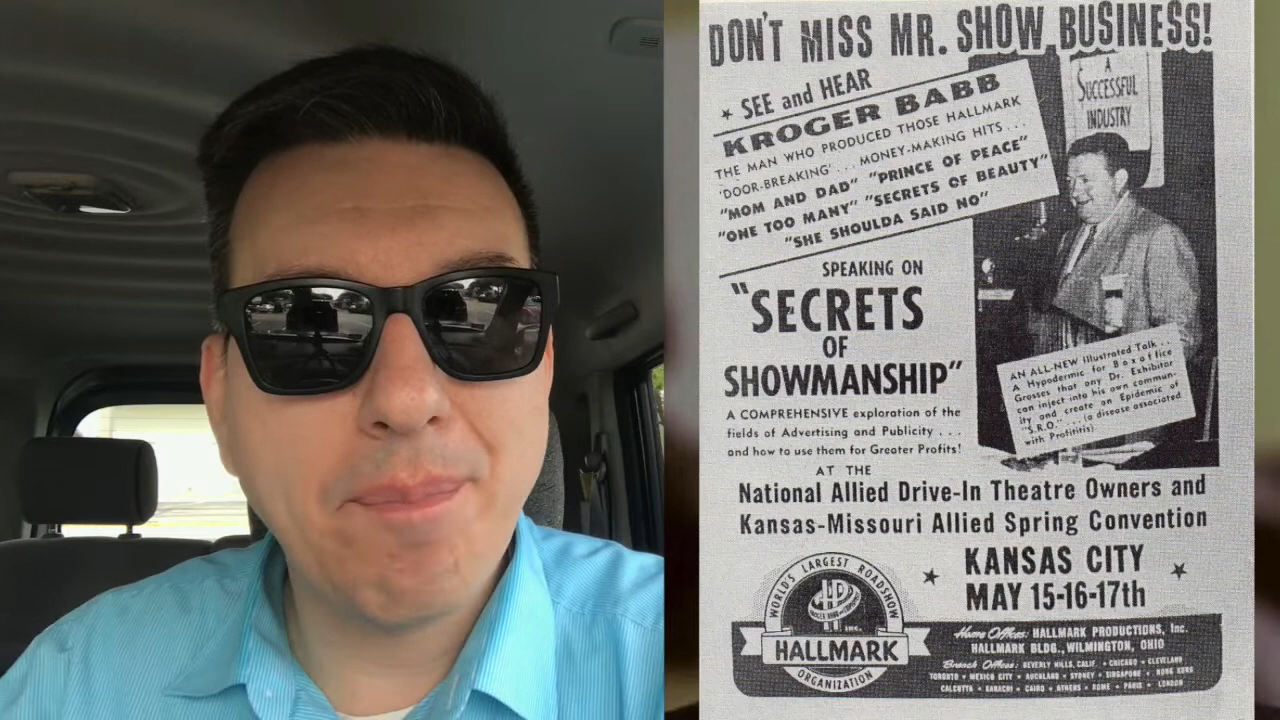 DON'T MISS MR. SHOW BUSINESS!
★ SEE and HEAR
KROGER BABB
THE MAN WHO PRODUCED THOSE HALLMARK
'DOOR-BREAKING' . . . MONEY-MAKING HITS . . .
"MOM AND DAD" "PRINCE OF PEACE"
"ONE TOO MANY" "SECRETS OF BEAUTY"
"SHE SHOULDA SAID NO"
A
SUCCESSFUL
INDUSTRY
SPEAKING ON
"SECRETS
OF
SHOWMANSHIP"
A COMPREHENSIVE exploration of the
fields of Advertising and Publicity . . .
and how to use them for Greater Profits!
AN ALL-NEW Illustrated Talk . .
A Hypodermic for Boxoffice
Grosses that any Dr. Exhibitor
can inject into his own commun-
ity and create an Epidemic of
"S.R.O." . . . (a disease associated
with Profititis)
AT THE
National Allied Drive-In Theatre Owners and
Kansas-Missouri Allied Spring Convention
★ KANSAS CITY ★
MAY 15-16-17th
WORLD'S LARGEST ROADSHOW
HP
KROGER BABB AND COMPANY
INC.
HALLMARK
ORGANIZATION
Home Offices: HALLMARK PRODUCTIONS, Inc.
HALLMARK BLDG., WILMINGTON, OHIO
Branch Offices: BEVERLY HILLS, CALIF. • CHICAGO • CLEVELAND
TORONTO • MEXICO CITY • AUCKLAND • SYDNEY • SINGAPORE • HONG KONG
CALCUTTA • KARACHI • CAIRO • ATHENS • ROME • PARIS • LONDON